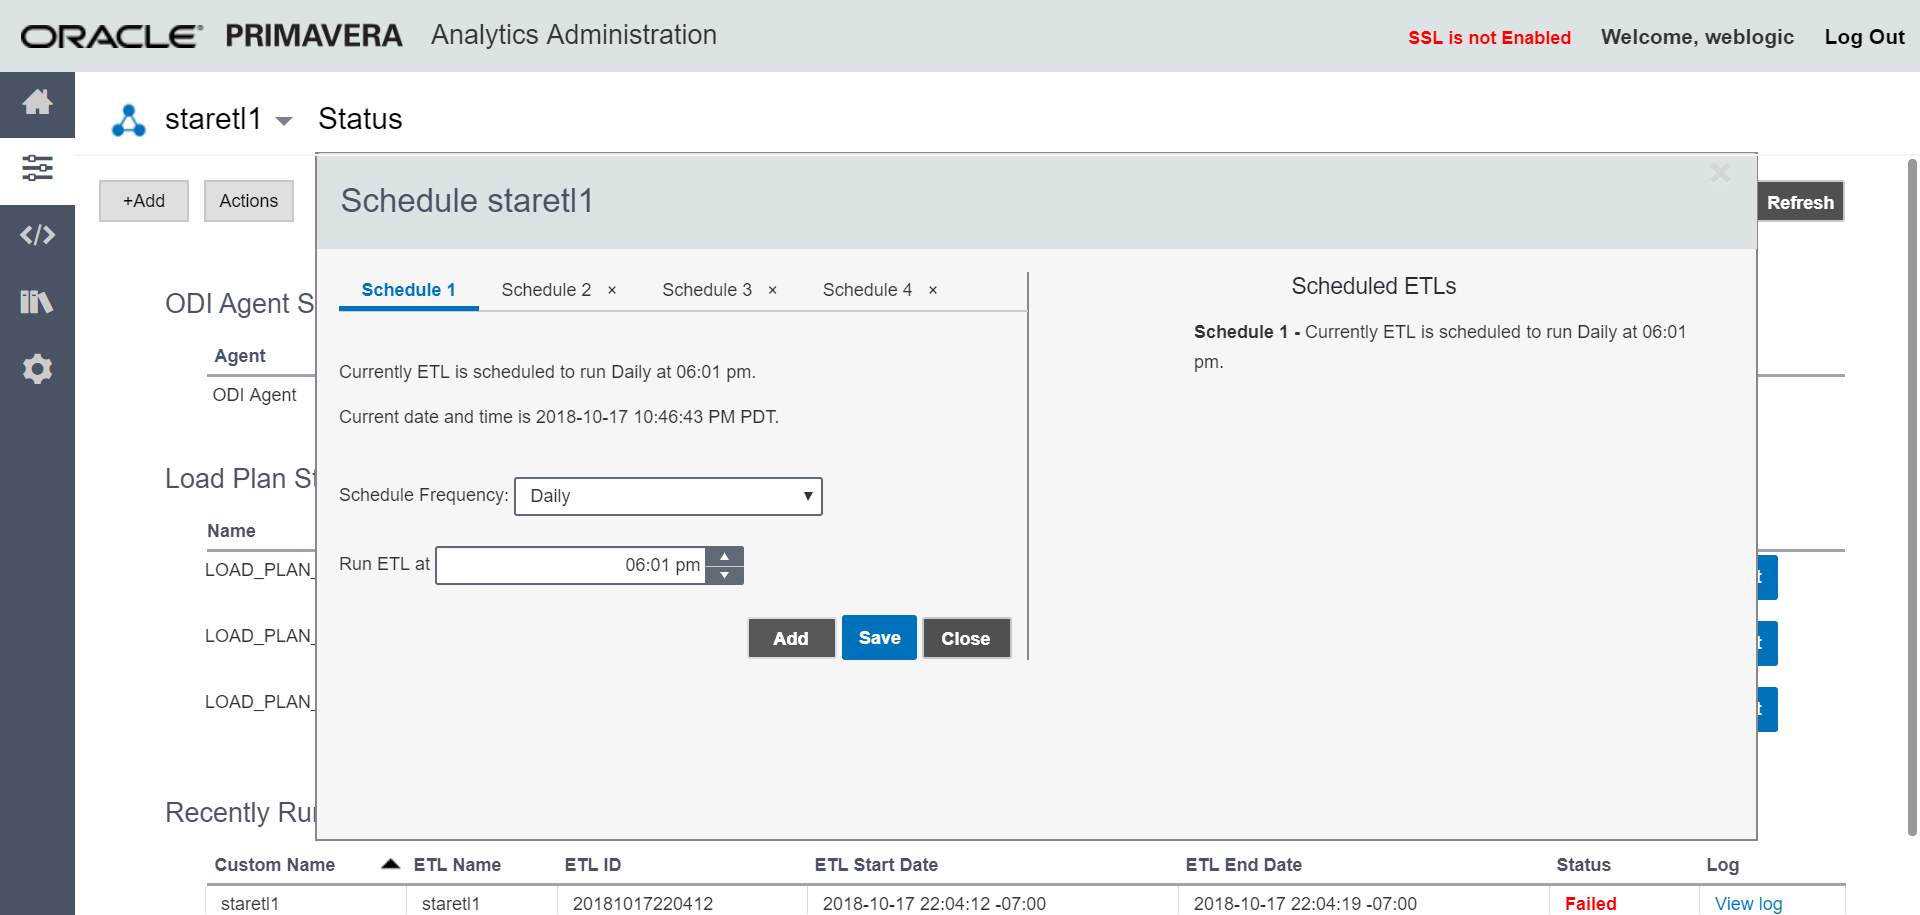 ORACLE PRIMAVERA Analytics Administration
SSL is not Enabled Welcome, weblogic Log Out
staretl1 Status
+Add Actions Refresh
Schedule staretl1
Schedule 1 Schedule 2 × Schedule 3 × Schedule 4 ×
Currently ETL is scheduled to run Daily at 06:01 pm.
Current date and time is 2018-10-17 10:46:43 PM PDT.
Schedule Frequency: Daily
Run ETL at 06:01 pm
Add Save Close
Scheduled ETLs
Schedule 1 - Currently ETL is scheduled to run Daily at 06:01
pm.
ODI Agent S
Agent
ODI Agent
Load Plan St
Name
LOAD_PLAN_
LOAD_PLAN_
LOAD_PLAN_
Recently Ru
Custom Name ETL Name ETL ID ETL Start Date ETL End Date Status Log
staretl1 staretl1 20181017220412 2018-10-17 22:04:12 -07:00 2018-10-17 22:04:19 -07:00 Failed View log